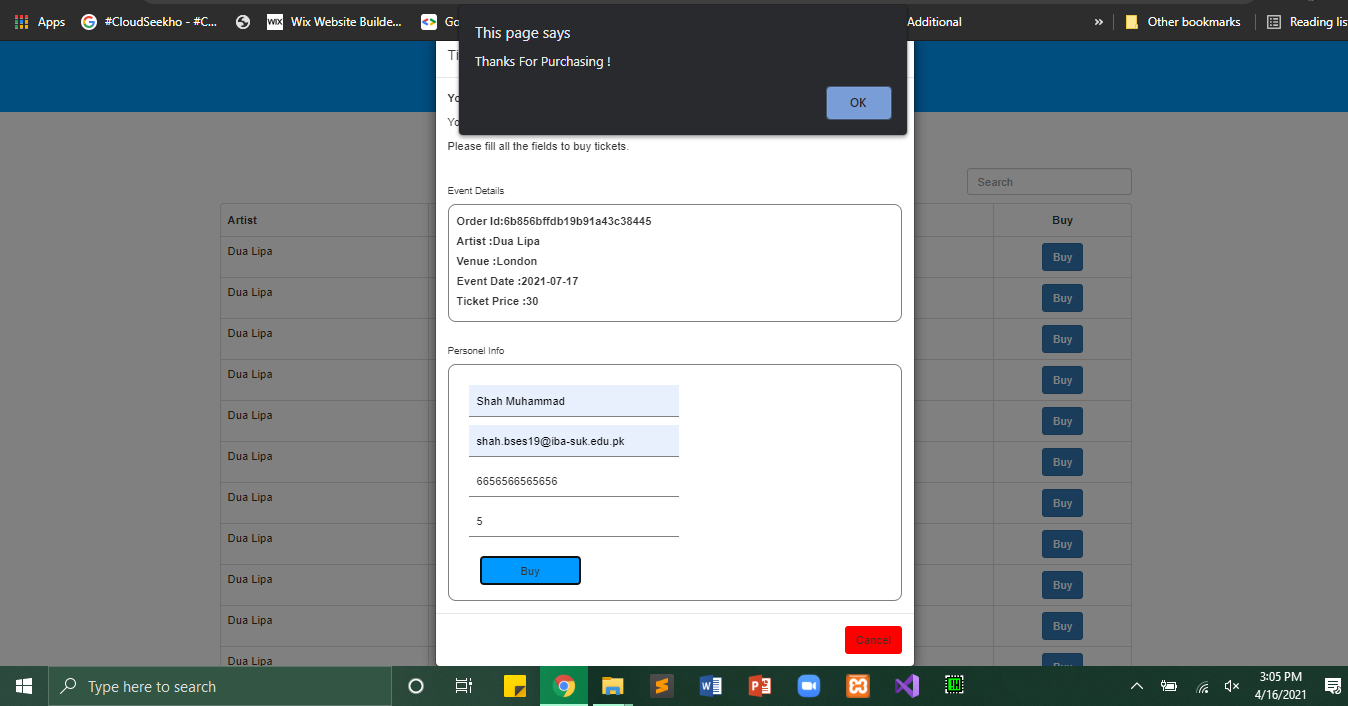 Apps #CloudSeekho - #C... Wix Website Builde... Additional » Other bookmarks Reading lis
WIX
This page says
Thanks For Purchasing !
OK
Please fill all the fields to buy tickets.
Search
Event Details
Order Id:6b856bffdb19b91a43c38445
Artist :Dua Lipa
Venue :London
Event Date :2021-07-17
Ticket Price :30
Artist Buy
Dua Lipa Buy
Dua Lipa Buy
Dua Lipa Buy
Dua Lipa Buy
Dua Lipa Buy
Dua Lipa Buy
Dua Lipa Buy
Dua Lipa Buy
Dua Lipa Buy
Dua Lipa Buy
Dua Lipa Buy
Personel Info
Shah Muhammad
shah.bses19@iba-suk.edu.pk
6656566565656
5
Buy
Cancel
Type here to search
3:05 PM
4/16/2021